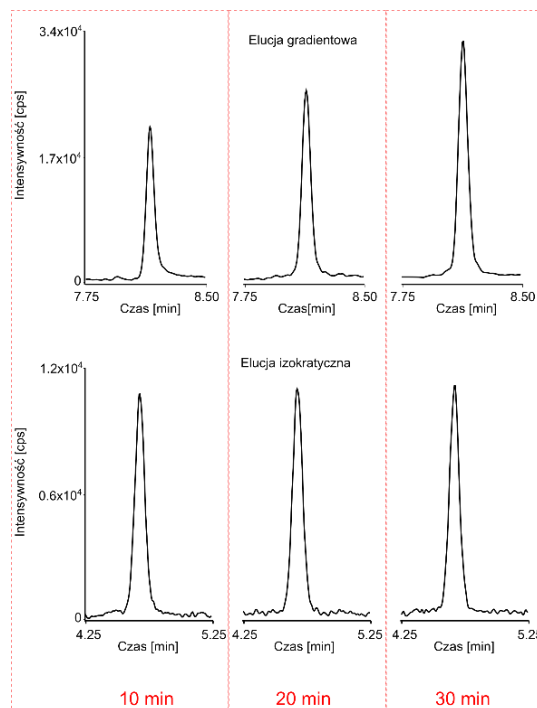 3.4x10⁴
Elucja gradientowa
Intensywność [cps]
1.7x10⁴
0
7.75 8.50 7.75 8.50 7.75 8.50
Czas [min] Czas[min] Czas [min]
1.2x10⁴
Elucja izokratyczna
Intensywność [cps]
0.6x10⁴
0
4.25 5.25 4.25 5.25 4.25 5.25
Czas [min] Czas [min] Czas [min]
10 min 20 min 30 min